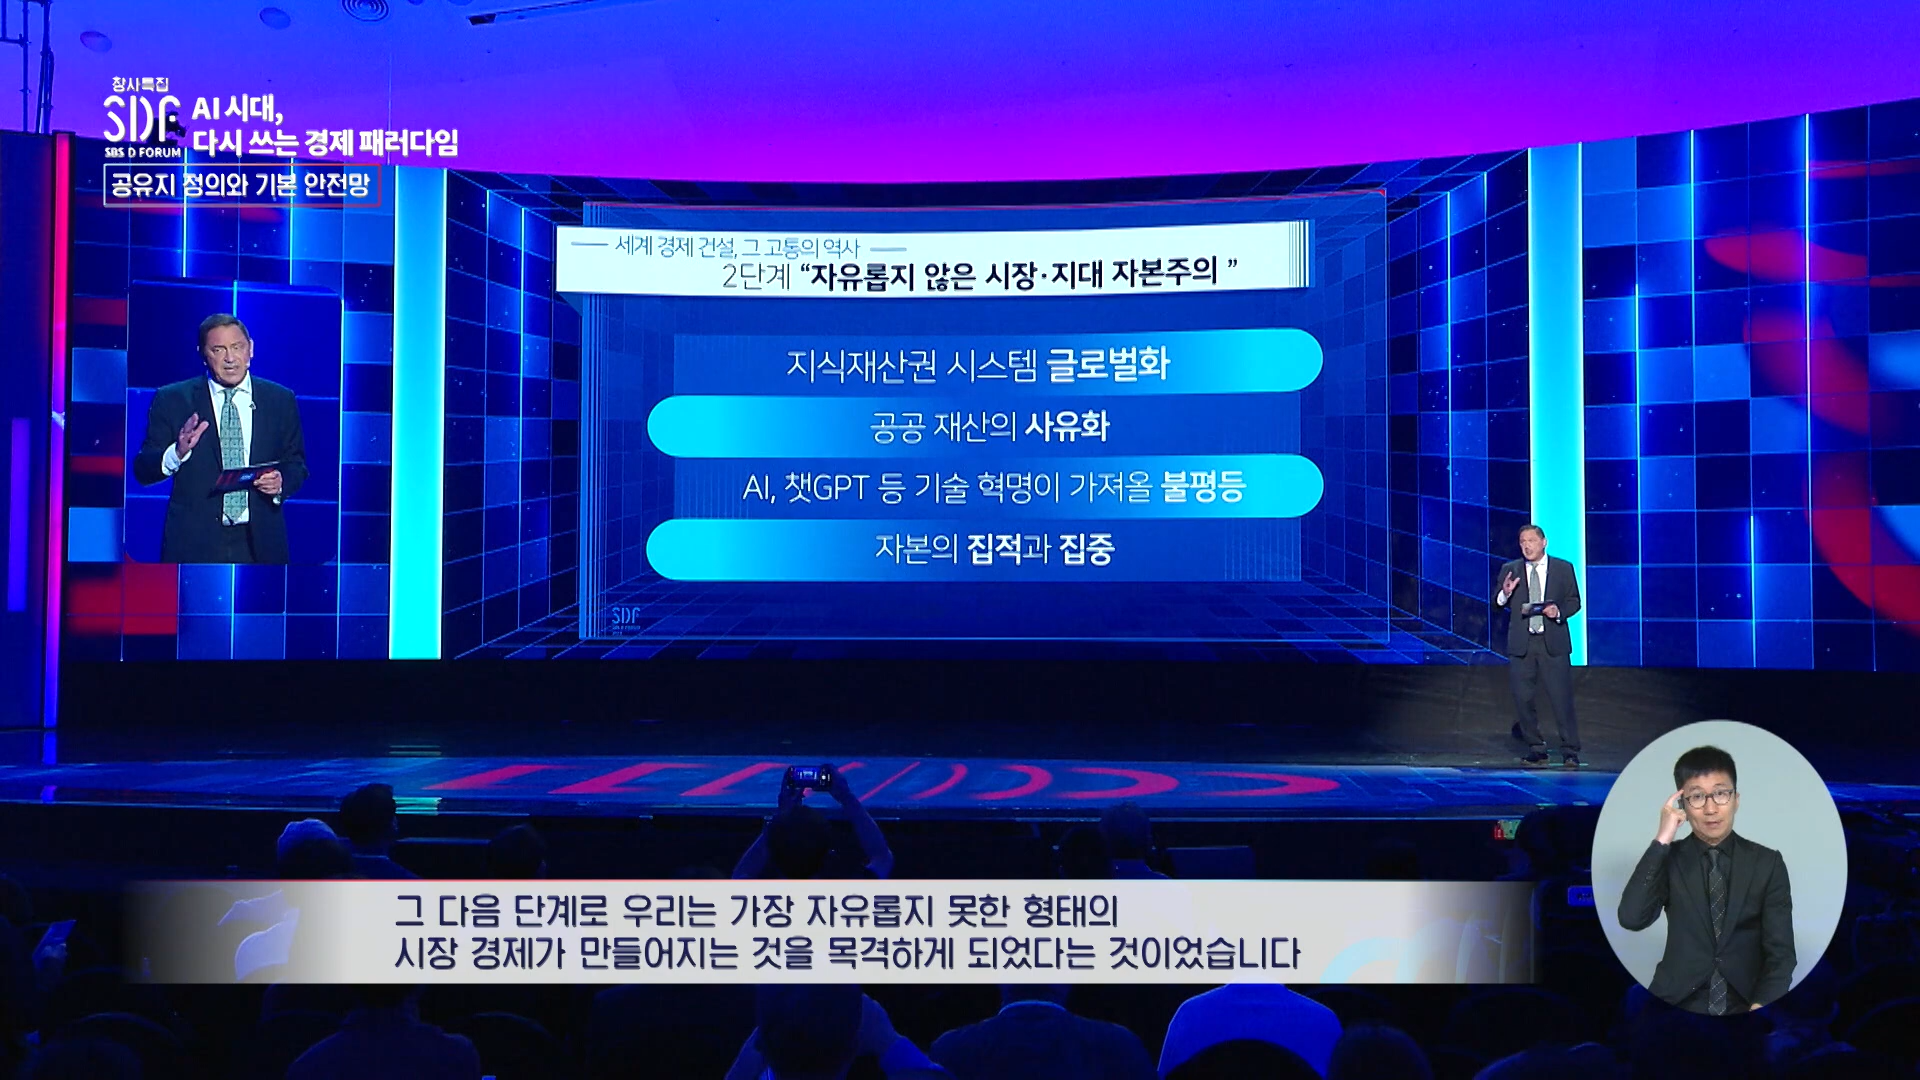 창사특집
SDF
SBS D FORUM
AI 시대,
다시 쓰는 경제 패러다임
공유지 정의와 기본 안전망
세계 경제 건설, 그 고통의 역사
2단계 “자유롭지 않은 시장·지대 자본주의 ”
지식재산권 시스템 글로벌화
공공 재산의 사유화
AI, 챗GPT 등 기술 혁명이 가져올 불평등
자본의 집적과 집중
SDF
그 다음 단계로 우리는 가장 자유롭지 못한 형태의
시장 경제가 만들어지는 것을 목격하게 되었다는 것이었습니다